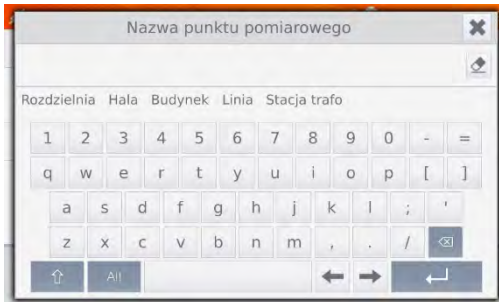 Nazwa punktu pomiarowego
Rozdzielnia Hala Budynek Linia Stacja trafo
1 2 3 4 5 6 7 8 9 0 - =
q w e r t y u i o p [ ]
a s d f g h j k l ; '
z x c v b n m , . /
Alt